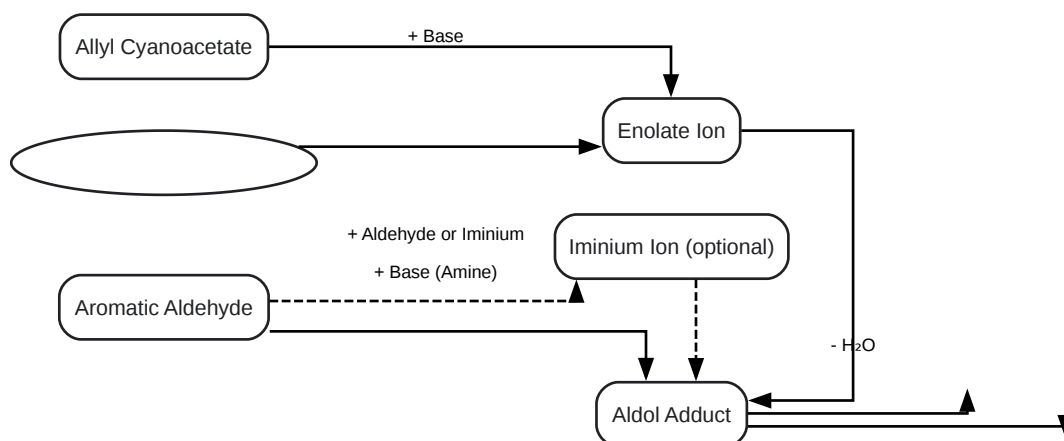 Allyl Cyanoacetate
+ Base
Enolate Ion
+ Aldehyde or Iminium
Iminium Ion (optional)
+ Base (Amine)
Aromatic Aldehyde
- H₂O
Aldol Adduct